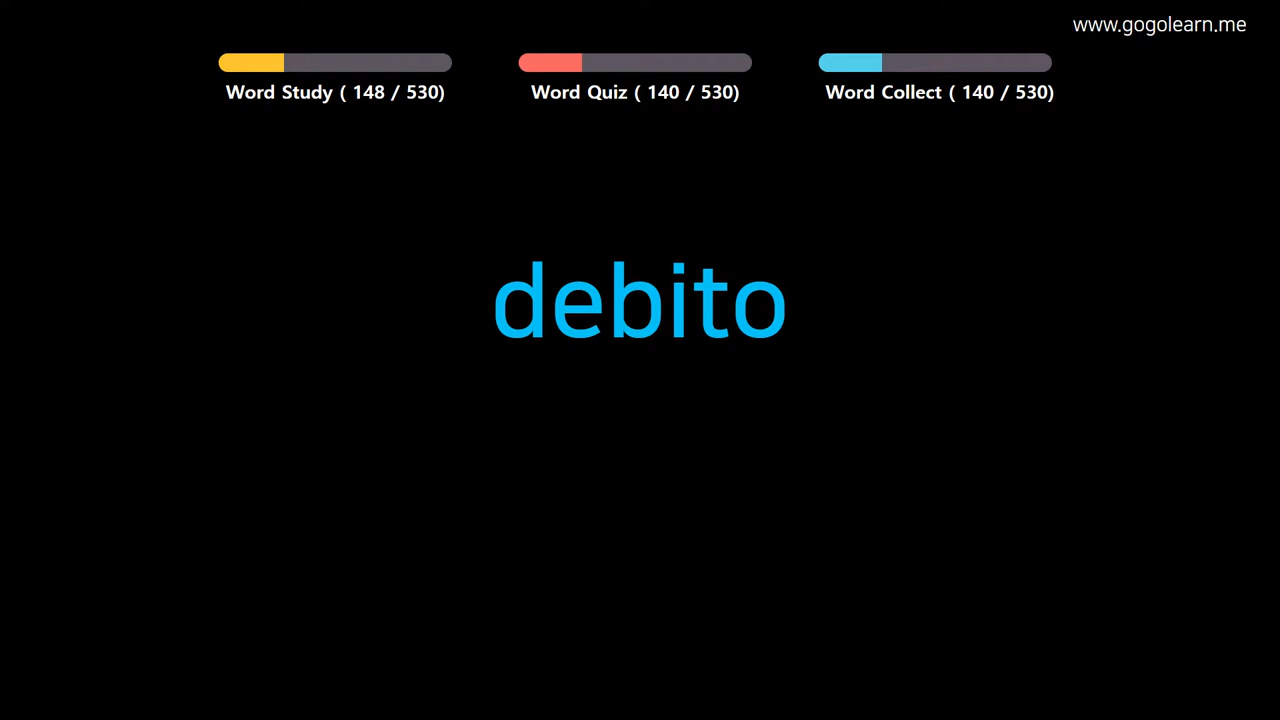 www.gogolearn.me
Word Study ( 148 / 530)
Word Quiz ( 140 / 530)
Word Collect ( 140 / 530)
debito